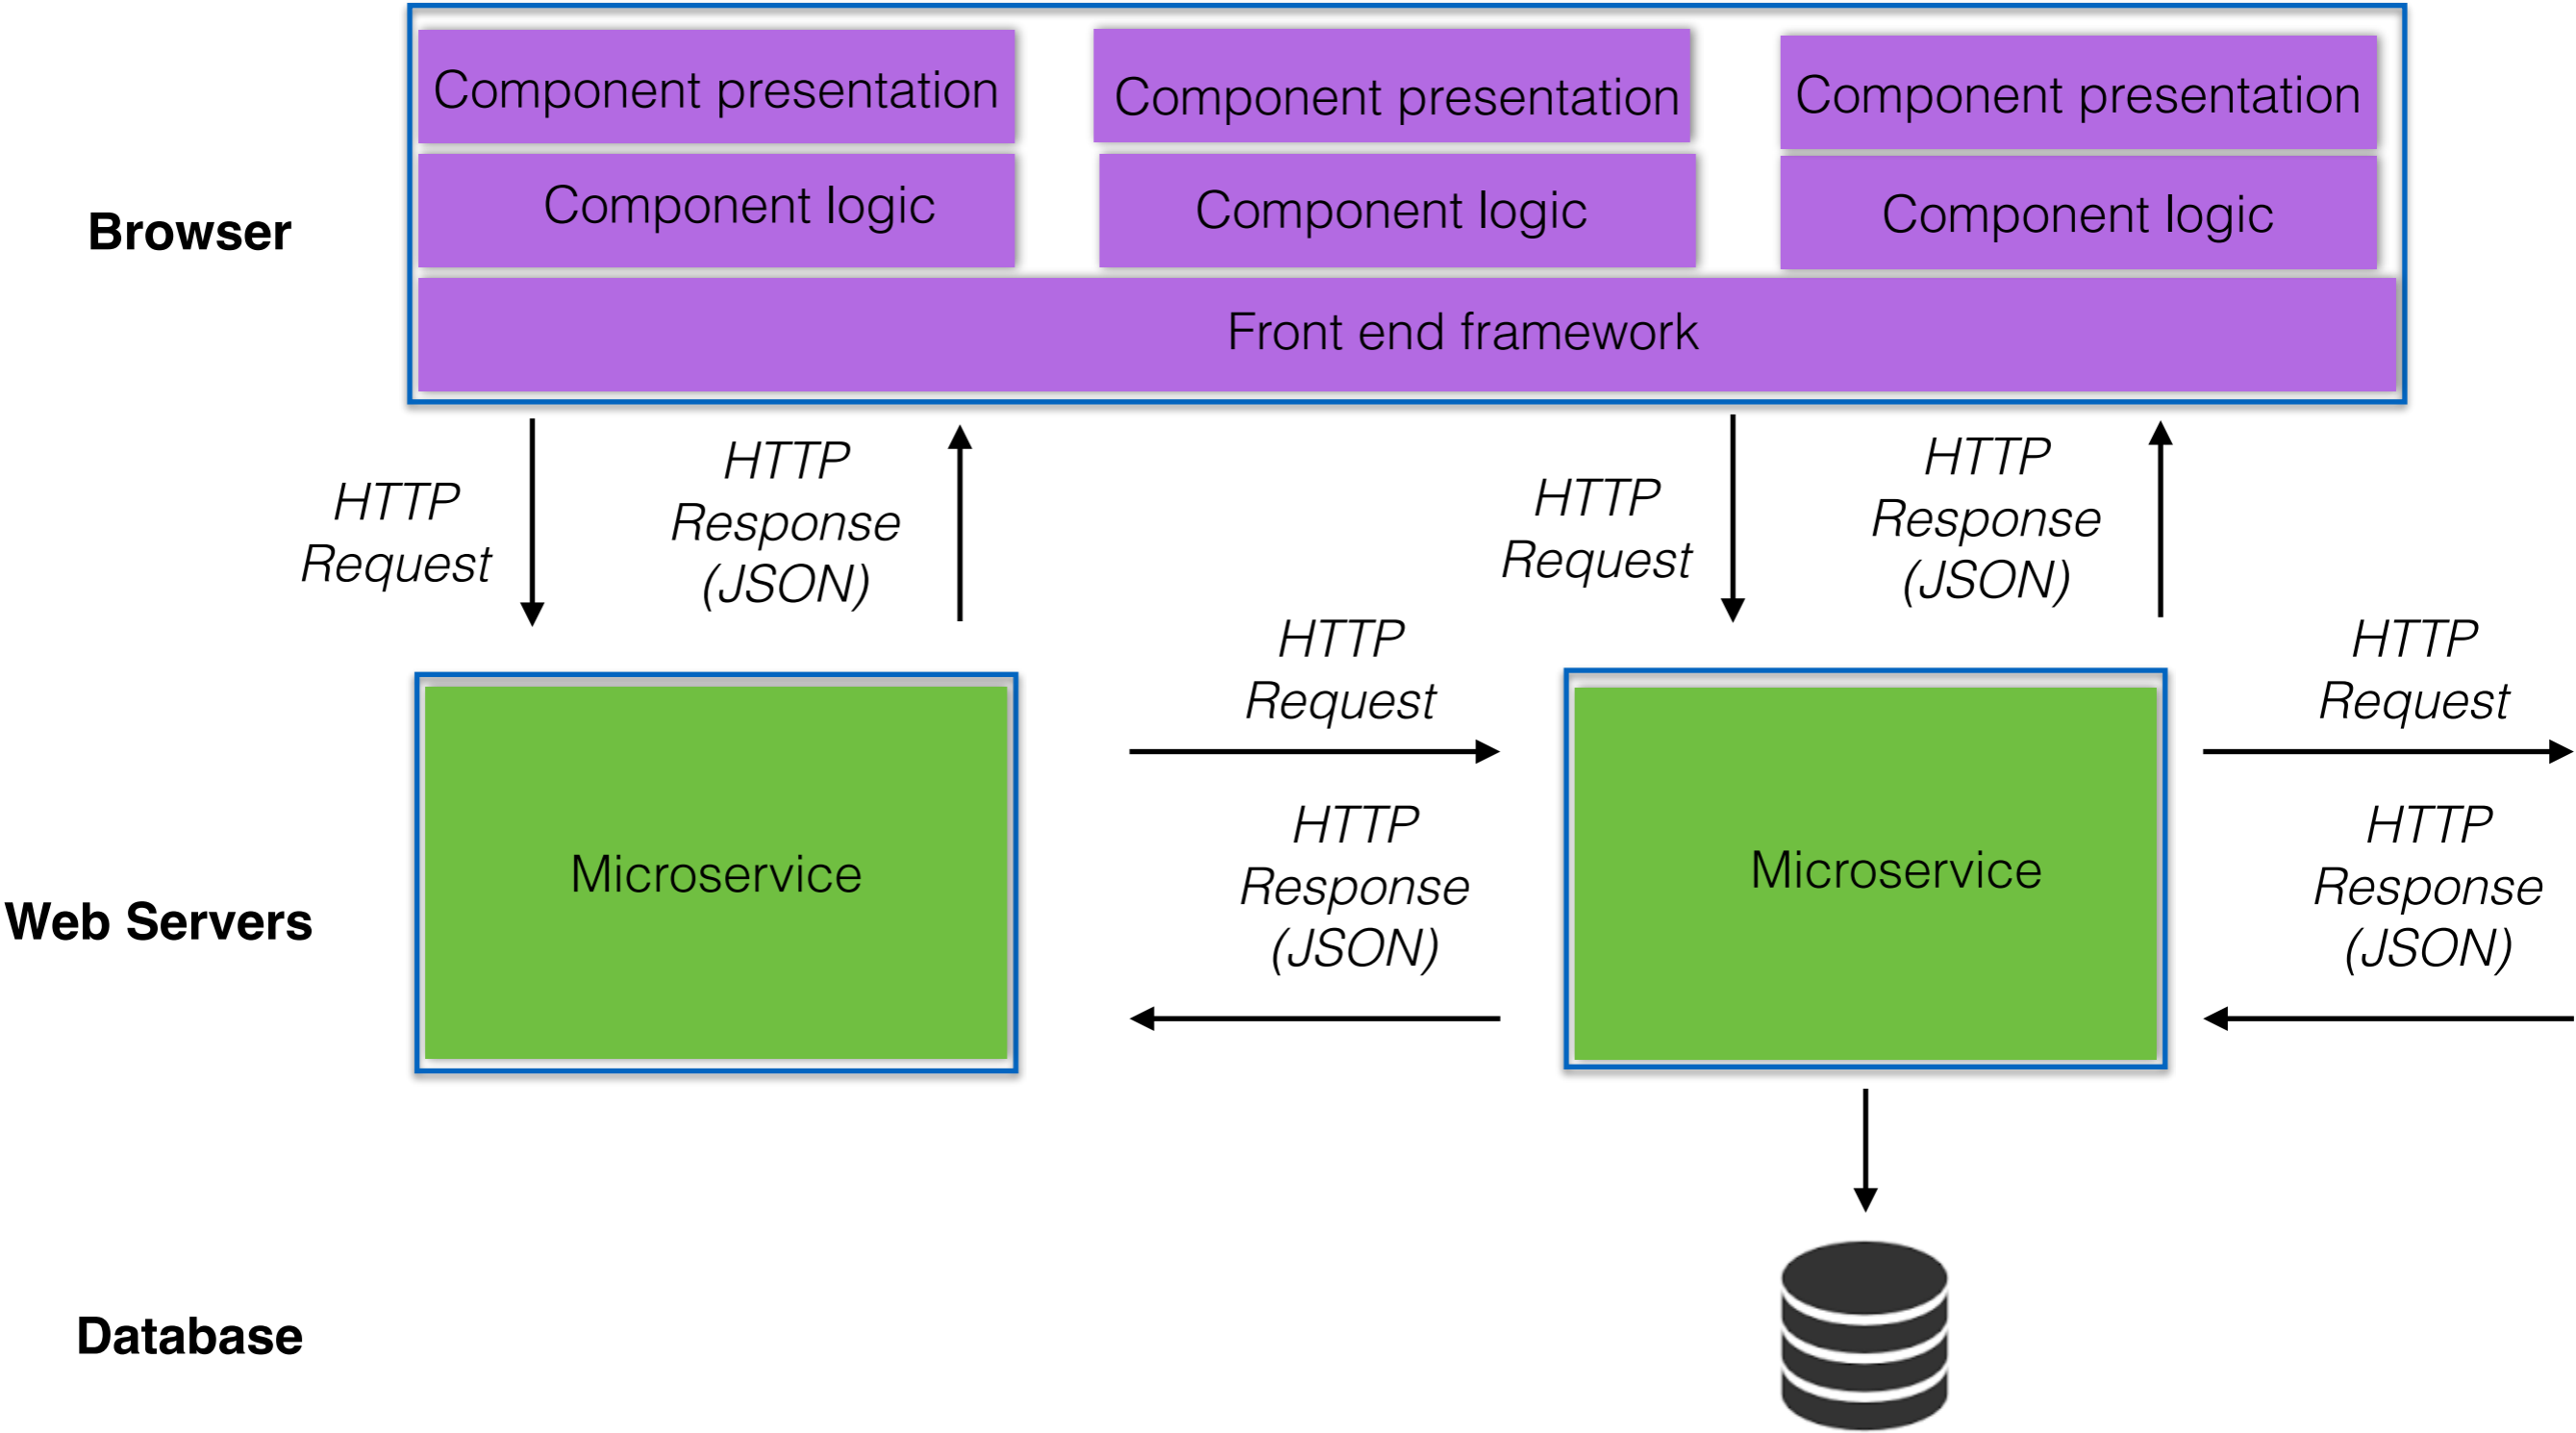 Component presentation
Component presentation
Component presentation
Component logic
Component logic
Component logic
Browser
Front end framework
HTTP
Request
HTTP
Response
(JSON)
HTTP
Request
HTTP
Response
(JSON)
HTTP
Request
HTTP
Request
Microservice
HTTP
Response
(JSON)
Microservice
HTTP
Response
(JSON)
Web Servers
Database